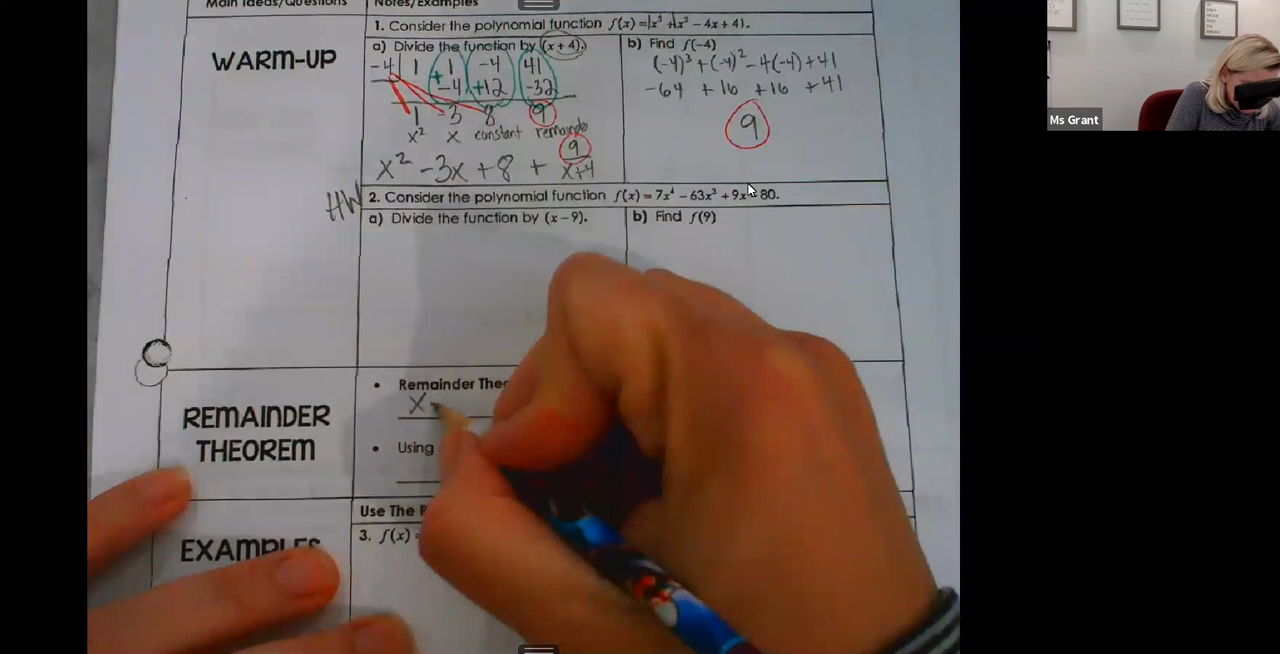 Main Ideas/Questions Notes/Examples
1. Consider the polynomial function f(x) = x³ + x² − 4x + 41.
WARM-UP
a) Divide the function by (x + 4).
b) Find f(-4)
-4 | 1 1 -4 41
(-4)³ + (-4)² - 4(-4) + 41
+ -4 +12 -32
-64 + 16 + 16 + 41
1 -3 8 9
9
x² x constant remainde
x² - 3x + 8 + 9/x+4
HW
2. Consider the polynomial function f(x) = 7x⁴ − 63x³ + 9x 80.
a) Divide the function by (x − 9).
b) Find f(9)
REMAINDER
THEOREM
• Remainder
x
• Using
EXAMPLES
Use The
3. f(x) =
Ms Grant